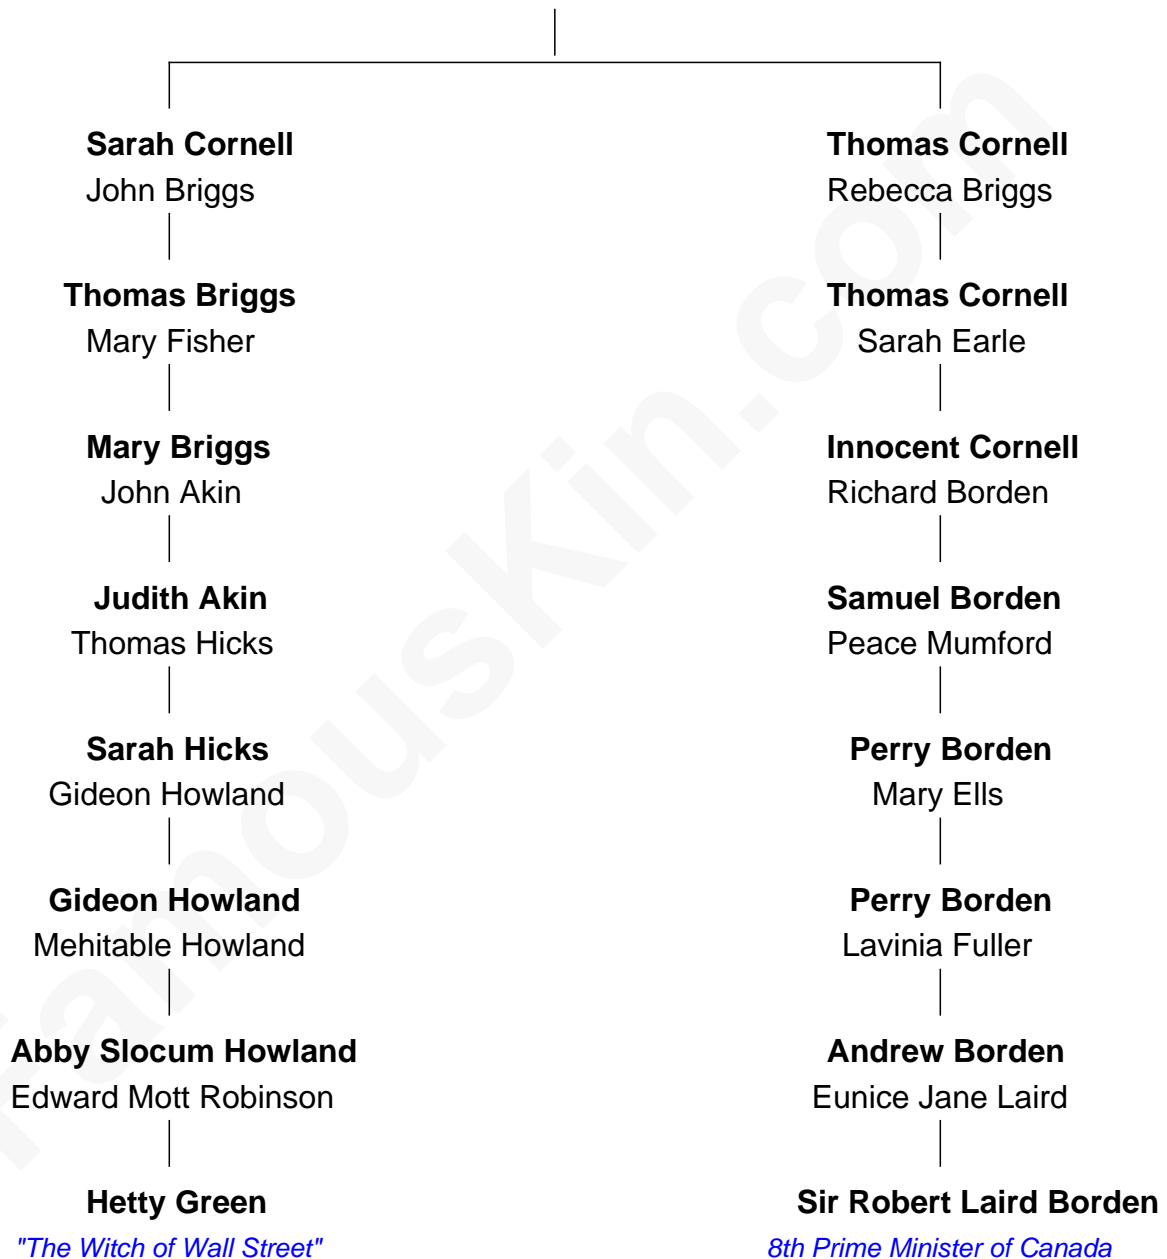 Sarah Cornell
John Briggs
Thomas Briggs
Mary Fisher
Mary Briggs
John Akin
Judith Akin
Thomas Hicks
Sarah Hicks
Gideon Howland
Gideon Howland
Mehitable Howland
Abby Slocum Howland
Edward Mott Robinson
Hetty Green
"The Witch of Wall Street"
Thomas Cornell
Rebecca Briggs
Thomas Cornell
Sarah Earle
Innocent Cornell
Richard Borden
Samuel Borden
Peace Mumford
Perry Borden
Mary Ells
Perry Borden
Lavinia Fuller
Andrew Borden
Eunice Jane Laird
Sir Robert Laird Borden
8th Prime Minister of Canada
FamousKin.com